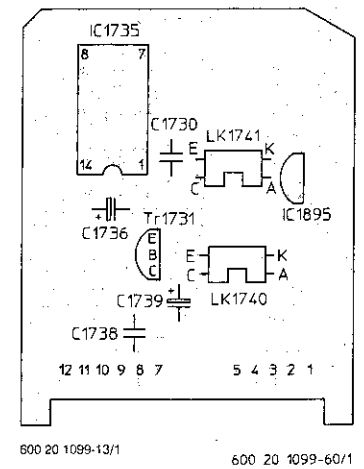 IC1735
8 7
14 1
C1730
LK1741
E K
C A
IC1895
C1736
Tr1731
E
B
C
E K
C A
LK1740
C1739
C1738
12 11 10 9 8 7 5 4 3 2 1
600 20 1099-13/1
600 20 1099-60/1